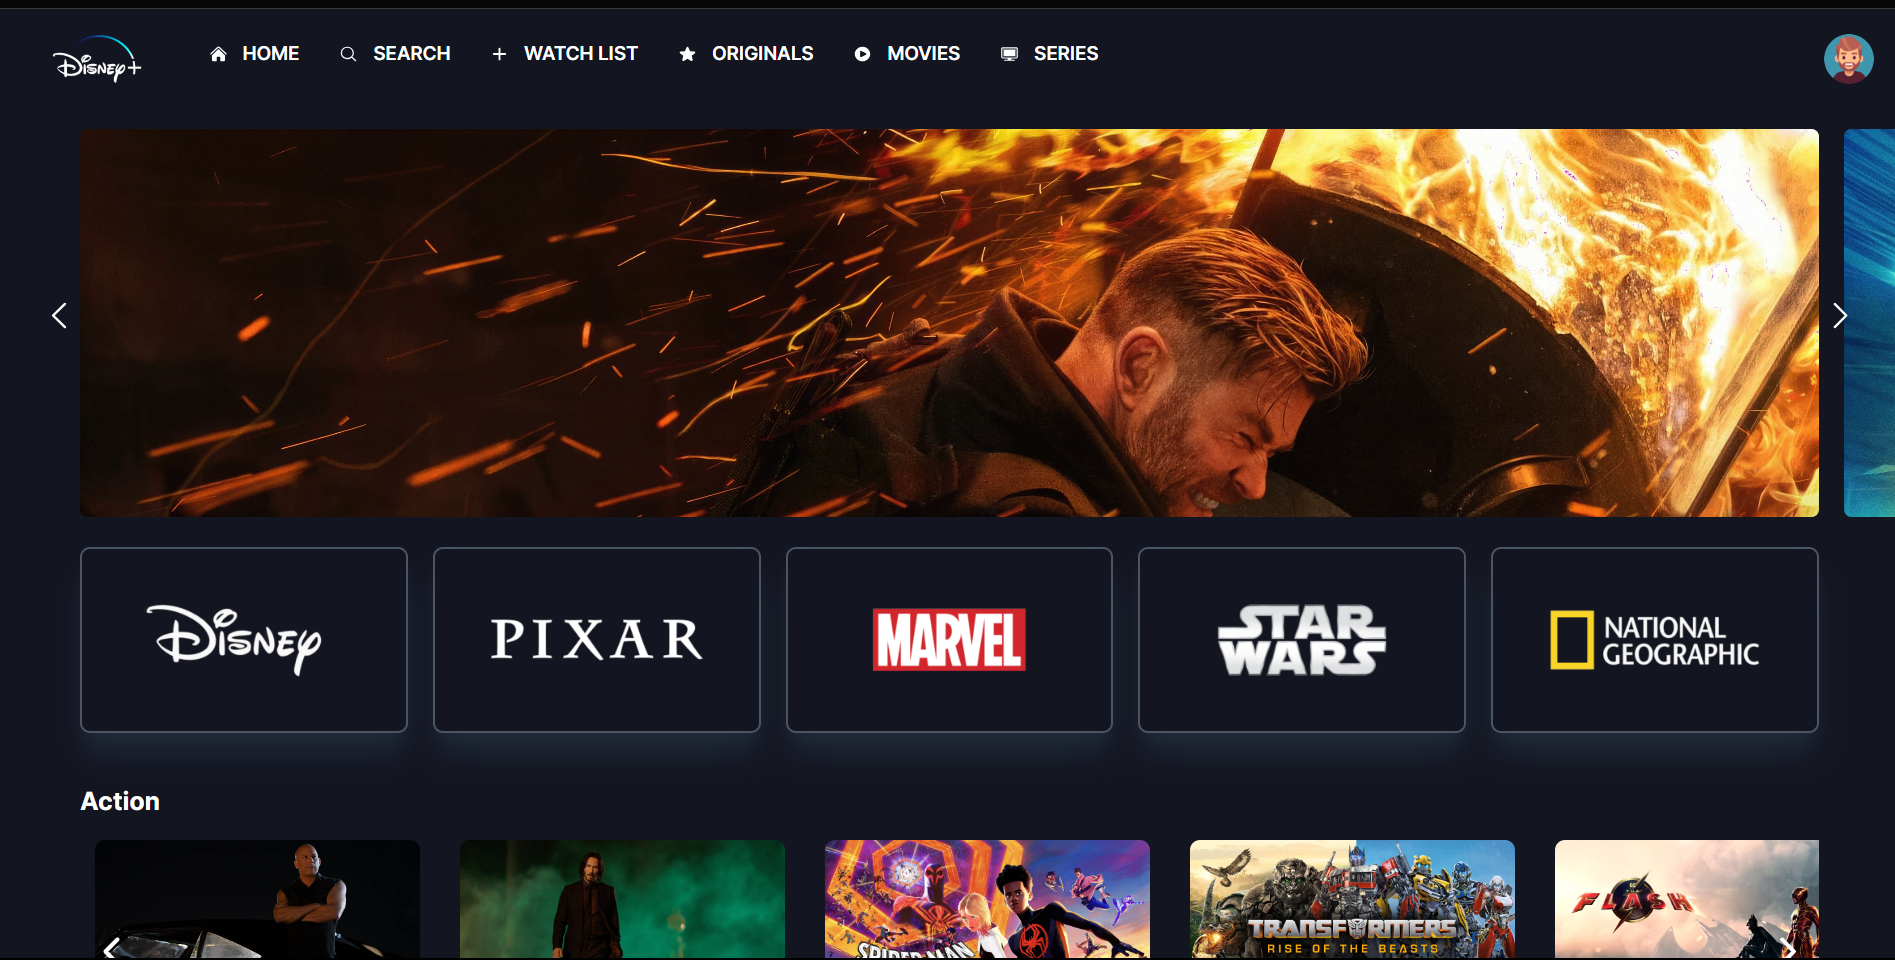 Disney+
HOME
SEARCH
WATCH LIST
ORIGINALS
MOVIES
SERIES
Disney
PIXAR
MARVEL
STAR
WARS
NATIONAL
GEOGRAPHIC
Action
SPIDER-MAN
TRANSFORMERS
RISE OF THE BEASTS
FLASH